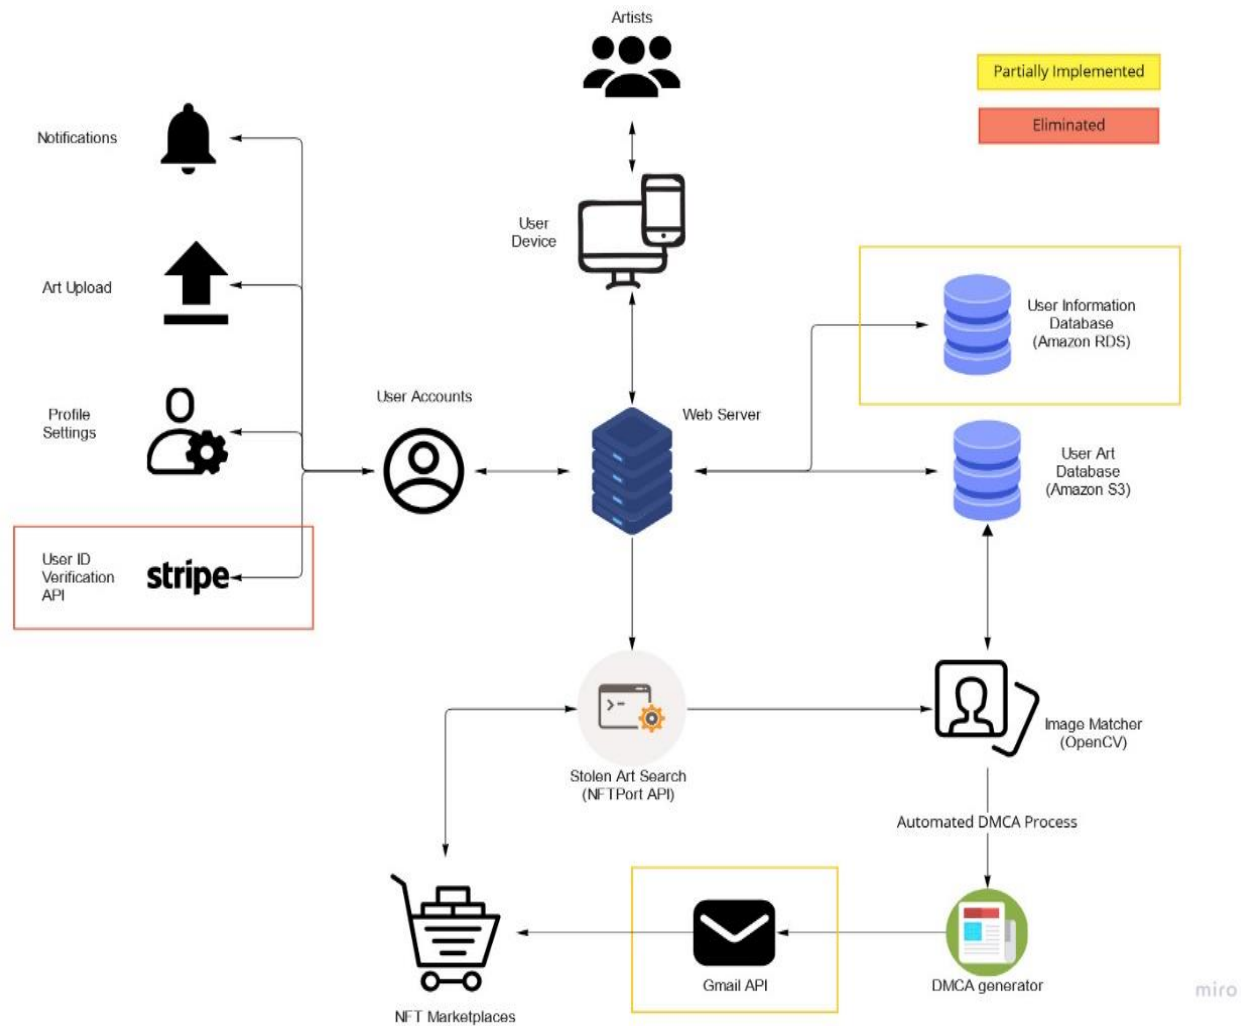 Artists
Partially Implemented
Eliminated
Notifications
User
Device
Art Upload
User Information
Database
(Amazon RDS)
Profile
Settings
User Accounts
Web Server
User Art
Database
(Amazon S3)
User ID
Verification
API
stripe
Image Matcher
(OpenCV)
Stolen Art Search
(NFTPort API)
Automated DMCA Process
Gmail API
DMCA generator
NFT Marketplaces
miro